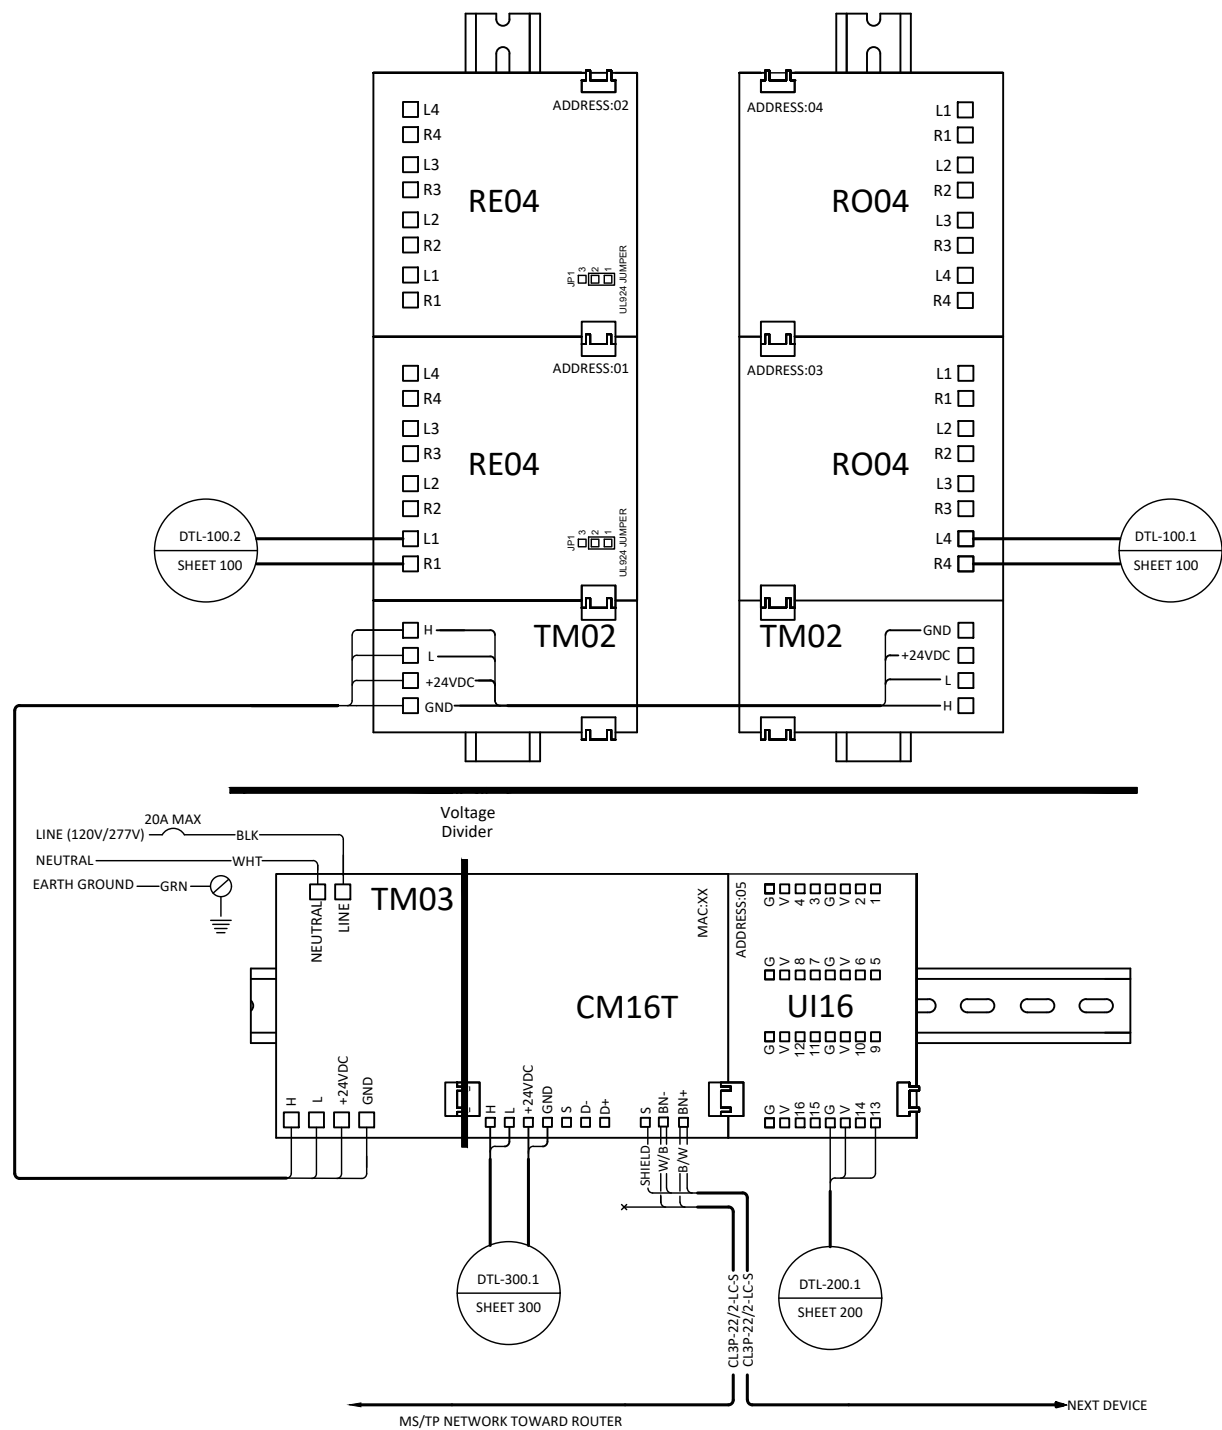 ADDRESS:02
L4
R4
L3
R3
L2
R2
L1
R1
RE04
JP1
3
2
1
UL924 JUMPER
ADDRESS:04
L1
R1
L2
R2
L3
R3
L4
R4
RO04
ADDRESS:01
L4
R4
L3
R3
L2
R2
L1
R1
RE04
JP1
3
2
1
UL924 JUMPER
ADDRESS:03
L1
R1
L2
R2
L3
R3
L4
R4
RO04
DTL-100.2
SHEET 100
DTL-100.1
SHEET 100
TM02
H
L
+24VDC
GND
TM02
GND
+24VDC
L
H
Voltage
Divider
20A MAX
LINE (120V/277V)
BLK
NEUTRAL
WHT
EARTH GROUND
GRN
NEUTRAL
LINE
TM03
H
L
+24VDC
GND
MAC:XX
CM16T
H
L
+24VDC
GND
S
D-
D+
S
BN-
BN+
ADDRESS:05
G V 4 3 G V 2 1
G V 8 7 G V 6 5
UI16
G V 12 11 G V 10 9
G V 16 15 G V 14 13
SHIELD
W/B
B/W
DTL-300.1
SHEET 300
CL3P-22/2-LC-S
CL3P-22/2-LC-S
DTL-200.1
SHEET 200
MS/TP NETWORK TOWARD ROUTER
NEXT DEVICE